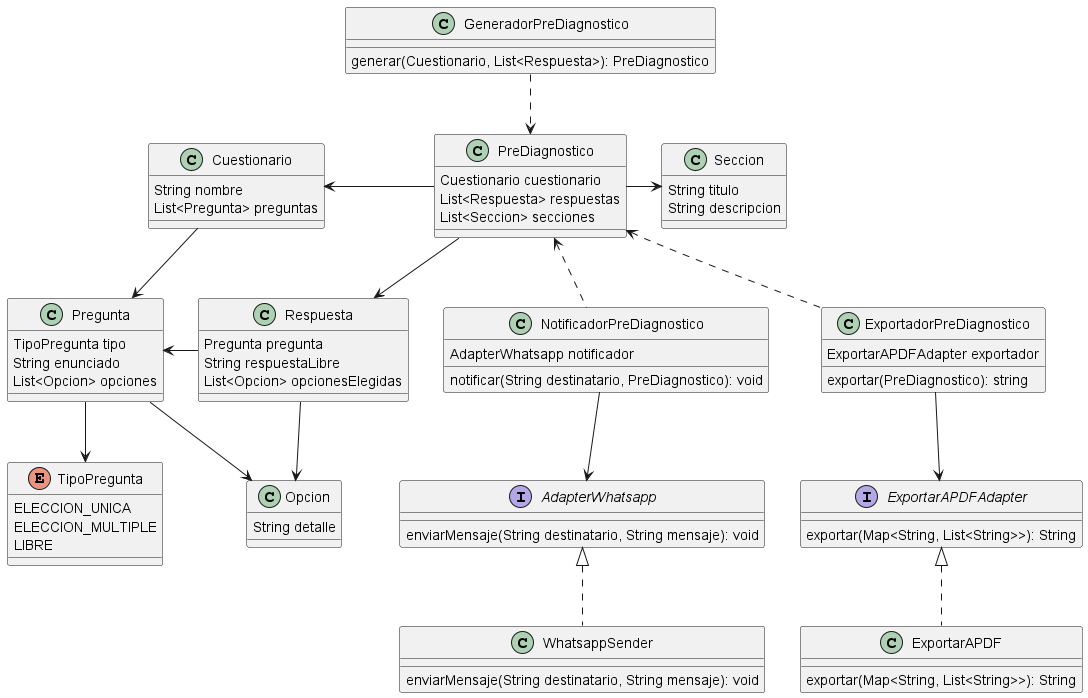 C GeneradorPreDiagnostico
generar(Cuestionario, List<Respuesta>): PreDiagnostico
C Cuestionario
String nombre
List<Pregunta> preguntas
C PreDiagnostico
Cuestionario cuestionario
List<Respuesta> respuestas
List<Seccion> secciones
C Seccion
String titulo
String descripcion
C Pregunta
TipoPregunta tipo
String enunciado
List<Opcion> opciones
C Respuesta
Pregunta pregunta
String respuestaLibre
List<Opcion> opcionesElegidas
C NotificadorPreDiagnostico
AdapterWhatsapp notificador
notificar(String destinatario, PreDiagnostico): void
C ExportadorPreDiagnostico
ExportarAPDFAdapter exportador
exportar(PreDiagnostico): string
E TipoPregunta
ELECCION_UNICA
ELECCION_MULTIPLE
LIBRE
C Opcion
String detalle
I AdapterWhatsapp
enviarMensaje(String destinatario, String mensaje): void
I ExportarAPDFAdapter
exportar(Map<String, List<String>>): String
C WhatsappSender
enviarMensaje(String destinatario, String mensaje): void
C ExportarAPDF
exportar(Map<String, List<String>>): String